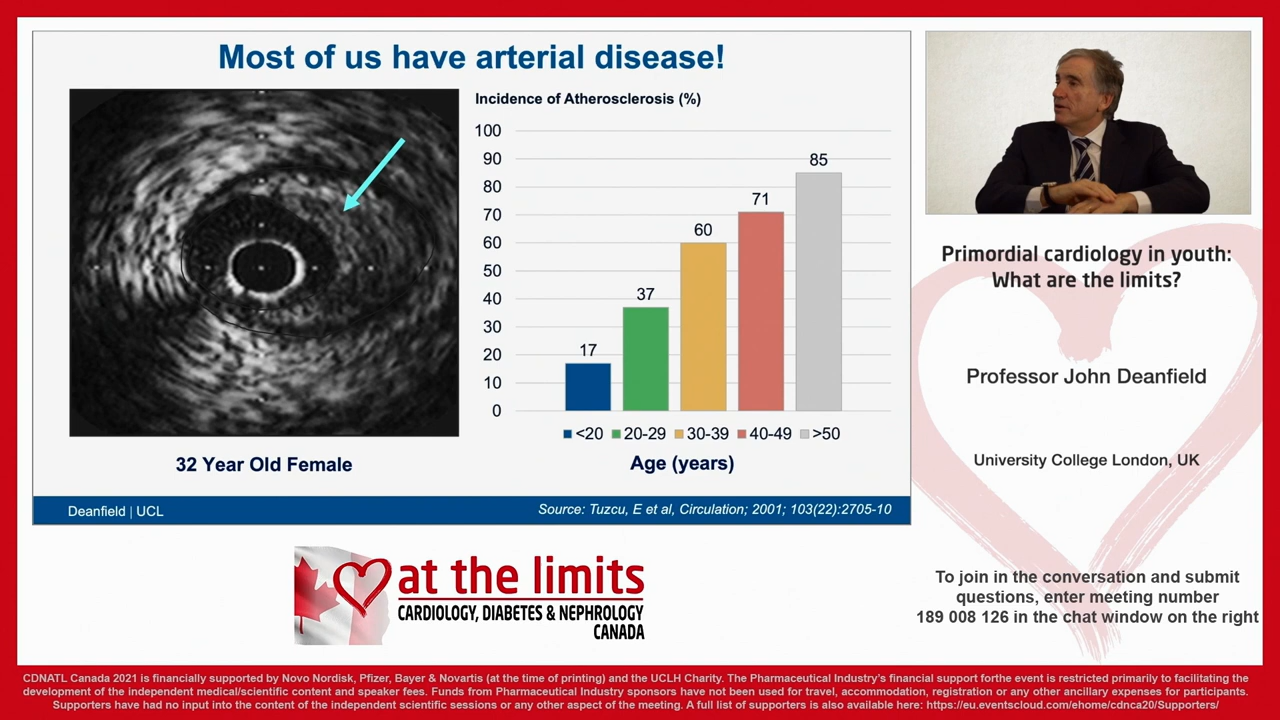 Most of us have arterial disease!
Incidence of Atherosclerosis (%)
100
90
80
70
60
50
40
30
20
10
0
17
37
60
71
85
<20 20-29 30-39 40-49 >50
Age (years)
32 Year Old Female
Deanfield | UCL
Source: Tuzcu, E et al, Circulation; 2001; 103(22):2705-10
Primordial cardiology in youth:
What are the limits?
Professor John Deanfield
University College London, UK
To join in the conversation and submit
questions, enter meeting number
189 008 126 in the chat window on the right
at the limits
CARDIOLOGY, DIABETES & NEPHROLOGY
CANADA
CDNATL Canada 2021 is financially supported by Novo Nordisk, Pfizer, Bayer & Novartis (at the time of printing) and the UCLH Charity. The Pharmaceutical Industry's financial support forthe event is restricted primarily to facilitating the
development of the independent medical/scientific content and speaker fees. Funds from Pharmaceutical Industry sponsors have not been used for travel, accommodation, registration or any other ancillary expenses for participants.
Supporters have had no input into the content of the independent scientific sessions or any other aspect of the meeting. A full list of supporters is also available here: https://eu.eventscloud.com/ehome/cdnca20/Supporters/